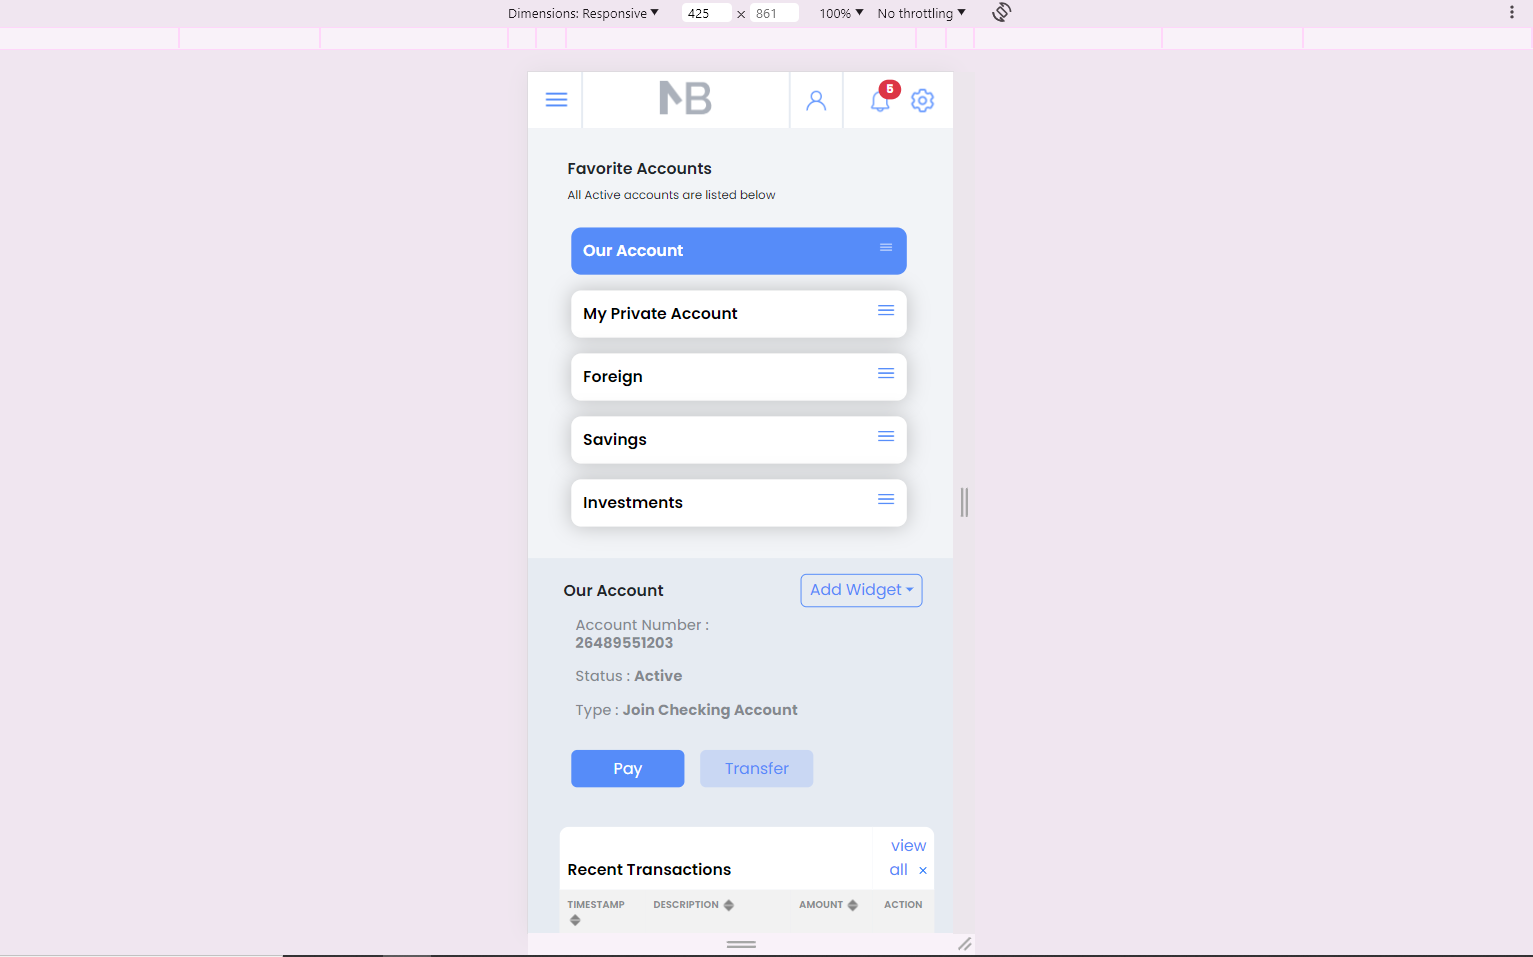 Dimensions: Responsive ▼ 425 × 861 100% ▼ No throttling ▼
NB
5
Favorite Accounts
All Active accounts are listed below
Our Account
My Private Account
Foreign
Savings
Investments
Our Account
Add Widget
Account Number :
26489551203
Status : Active
Type : Join Checking Account
Pay
Transfer
view
Recent Transactions
all ×
TIMESTAMP DESCRIPTION AMOUNT ACTION